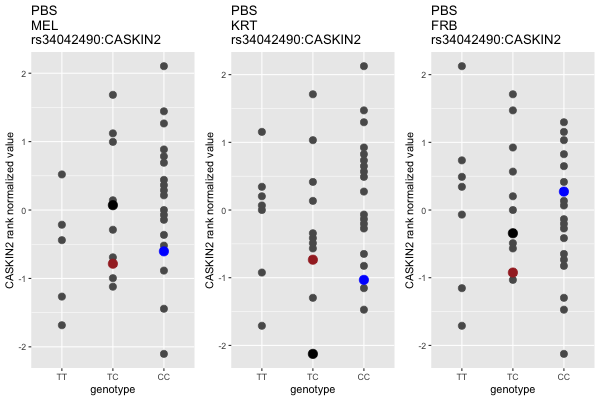 PBS
MEL
rs34042490:CASKIN2
CASKIN2 rank normalized value
2
1
0
-1
-2
TT
TC
CC
genotype
PBS
KRT
rs34042490:CASKIN2
CASKIN2 rank normalized value
2
1
0
-1
-2
TT
TC
CC
genotype
PBS
FRB
rs34042490:CASKIN2
CASKIN2 rank normalized value
2
1
0
-1
-2
TT
TC
CC
genotype